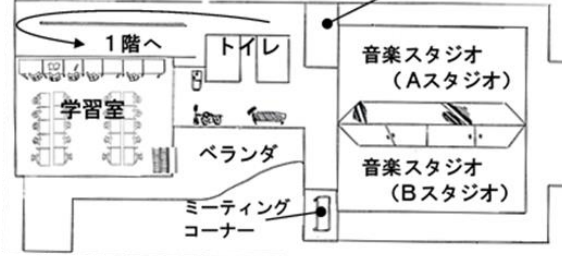 1階へ
トイレ
音楽スタジオ
(Aスタジオ)
学習室
ベランダ
音楽スタジオ
(Bスタジオ)
ミーティング
コーナー